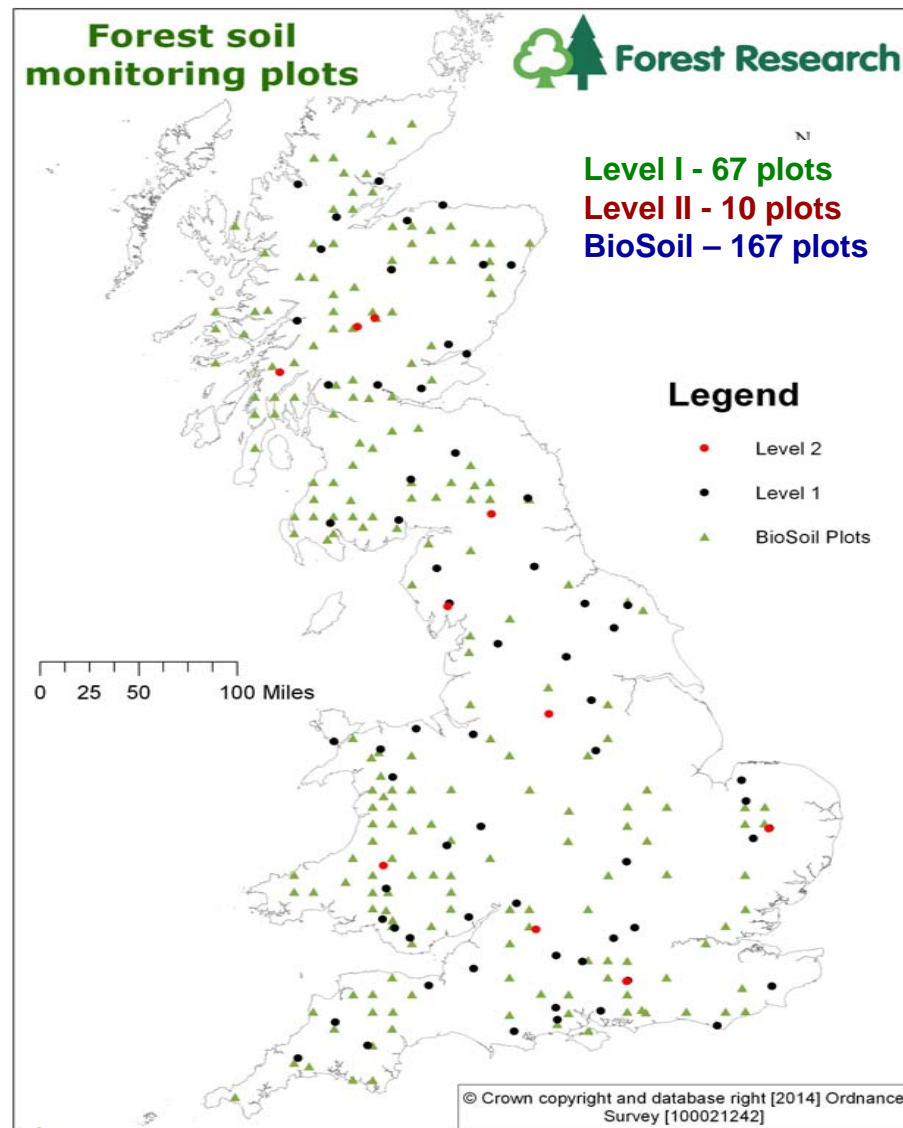 Forest soil
monitoring plots
Forest Research
N
Level I - 67 plots
Level II - 10 plots
BioSoil – 167 plots
Legend
Level 2
Level 1
BioSoil Plots
0 25 50 100 Miles
© Crown copyright and database right [2014] Ordnance
Survey [100021242]